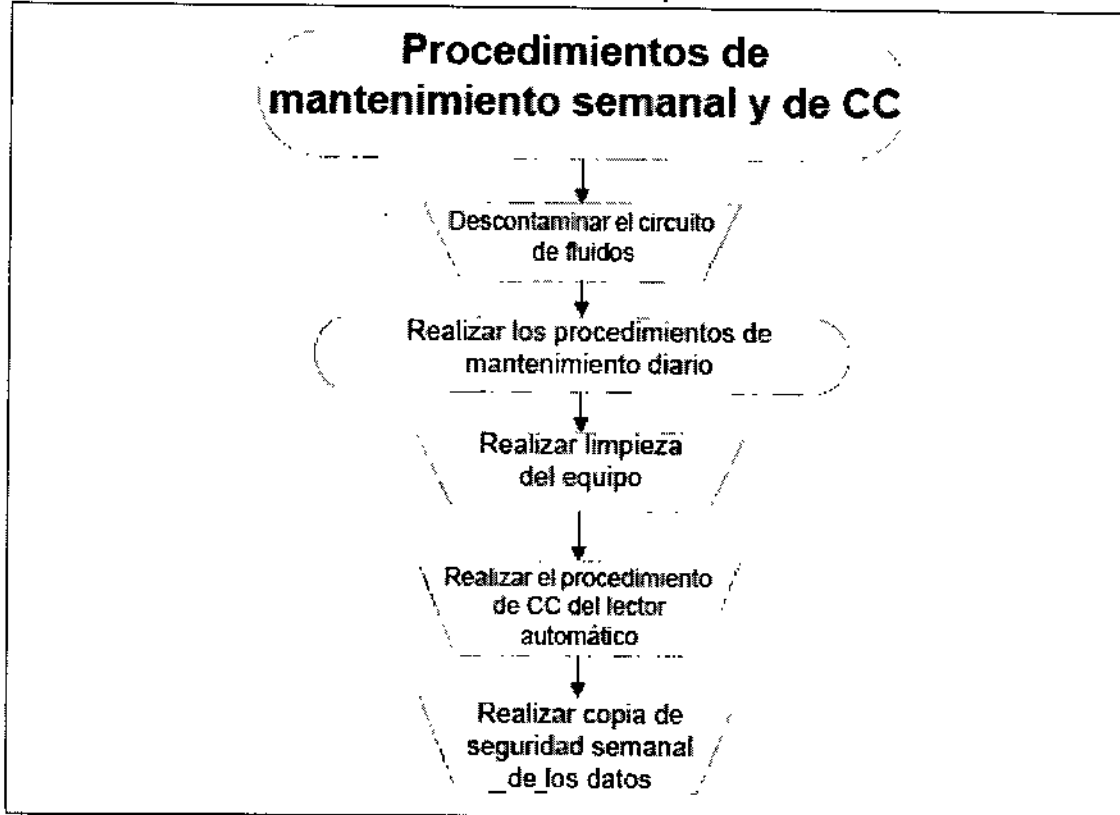 Procedimientos de
mantenimiento semanal y de CC
Descontaminar el circuito
de fluidos
Realizar los procedimientos de
mantenimiento diario
Realizar limpieza
del equipo
Realizar el procedimiento
de CC del lector
automático
Realizar copia de
seguridad semanal
de los datos